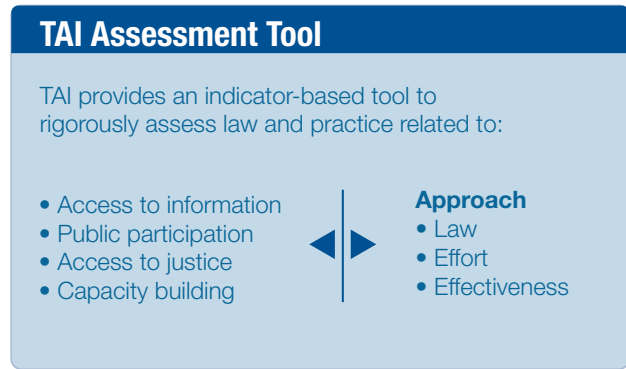 TAI Assessment Tool
TAI provides an indicator-based tool to
rigorously assess law and practice related to:
• Access to information
• Public participation
• Access to justice
• Capacity building
Approach
• Law
• Effort
• Effectiveness